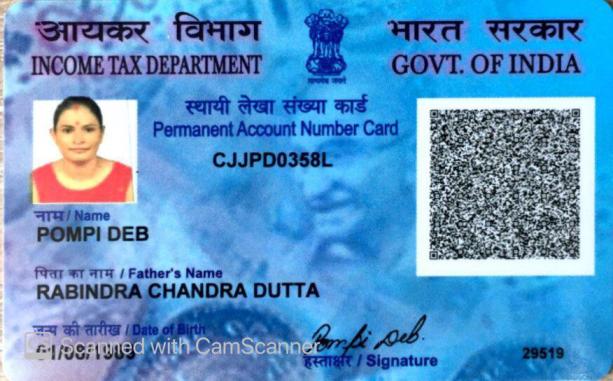 आयकर विभाग
INCOME TAX DEPARTMENT
भारत सरकार
GOVT. OF INDIA
सत्यमेव जयते
स्थायी लेखा संख्या कार्ड
Permanent Account Number Card
CJJPD0358L
नाम / Name
POMPI DEB
पिता का नाम / Father's Name
RABINDRA CHANDRA DUTTA
जन्म की तारीख / Date of Birth
Scanned with CamScanner
Pompi Deb.
हस्ताक्षर / Signature
29519